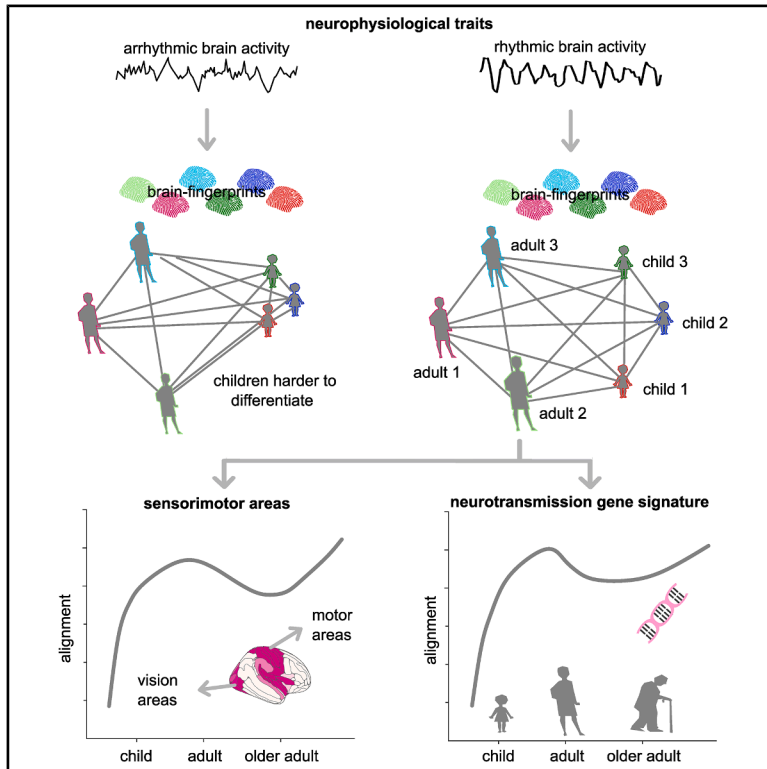 neurophysiological traits
arrhythmic brain activity
rhythmic brain activity
brain-fingerprints
brain-fingerprints
adult 3
child 3
child 2
adult 1
child 1
adult 2
children harder to
differentiate
sensorimotor areas
alignment
motor
areas
vision
areas
child
adult
older adult
neurotransmission gene signature
alignment
child
adult
older adult